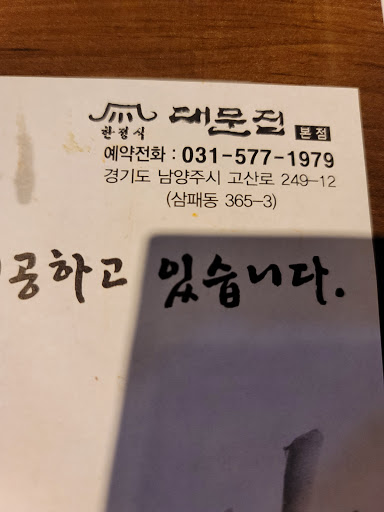 한정식 대문집 본점
예약전화 : 031-577-1979
경기도 남양주시 고산로 249-12
(삼패동 365-3)
공하고 있습니다.